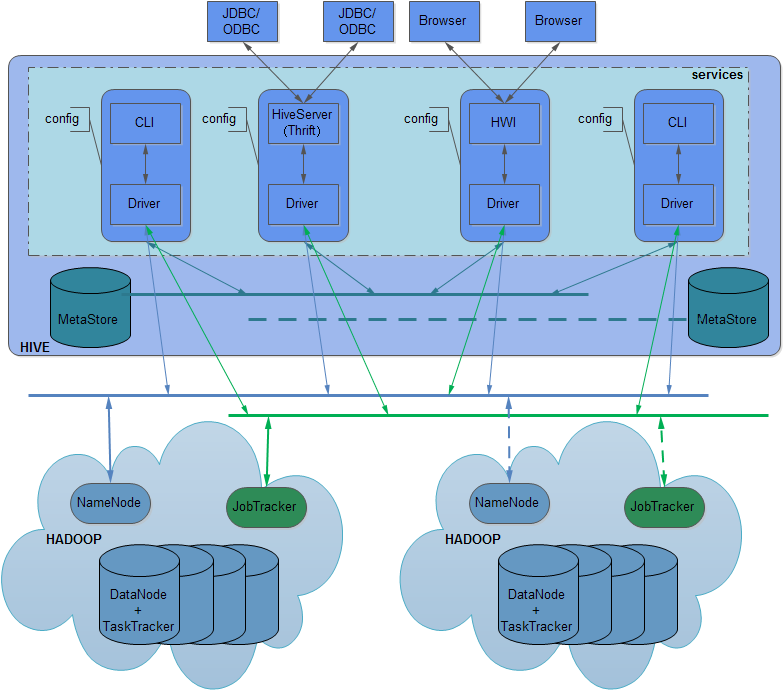 JDBC/
ODBC
JDBC/
ODBC
Browser
Browser
services
config
CLI
Driver
config
HiveServer
(Thrift)
Driver
config
HWI
Driver
config
CLI
Driver
MetaStore
MetaStore
HIVE
NameNode
JobTracker
HADOOP
DataNode
+
TaskTracker
NameNode
JobTracker
HADOOP
DataNode
+
TaskTracker